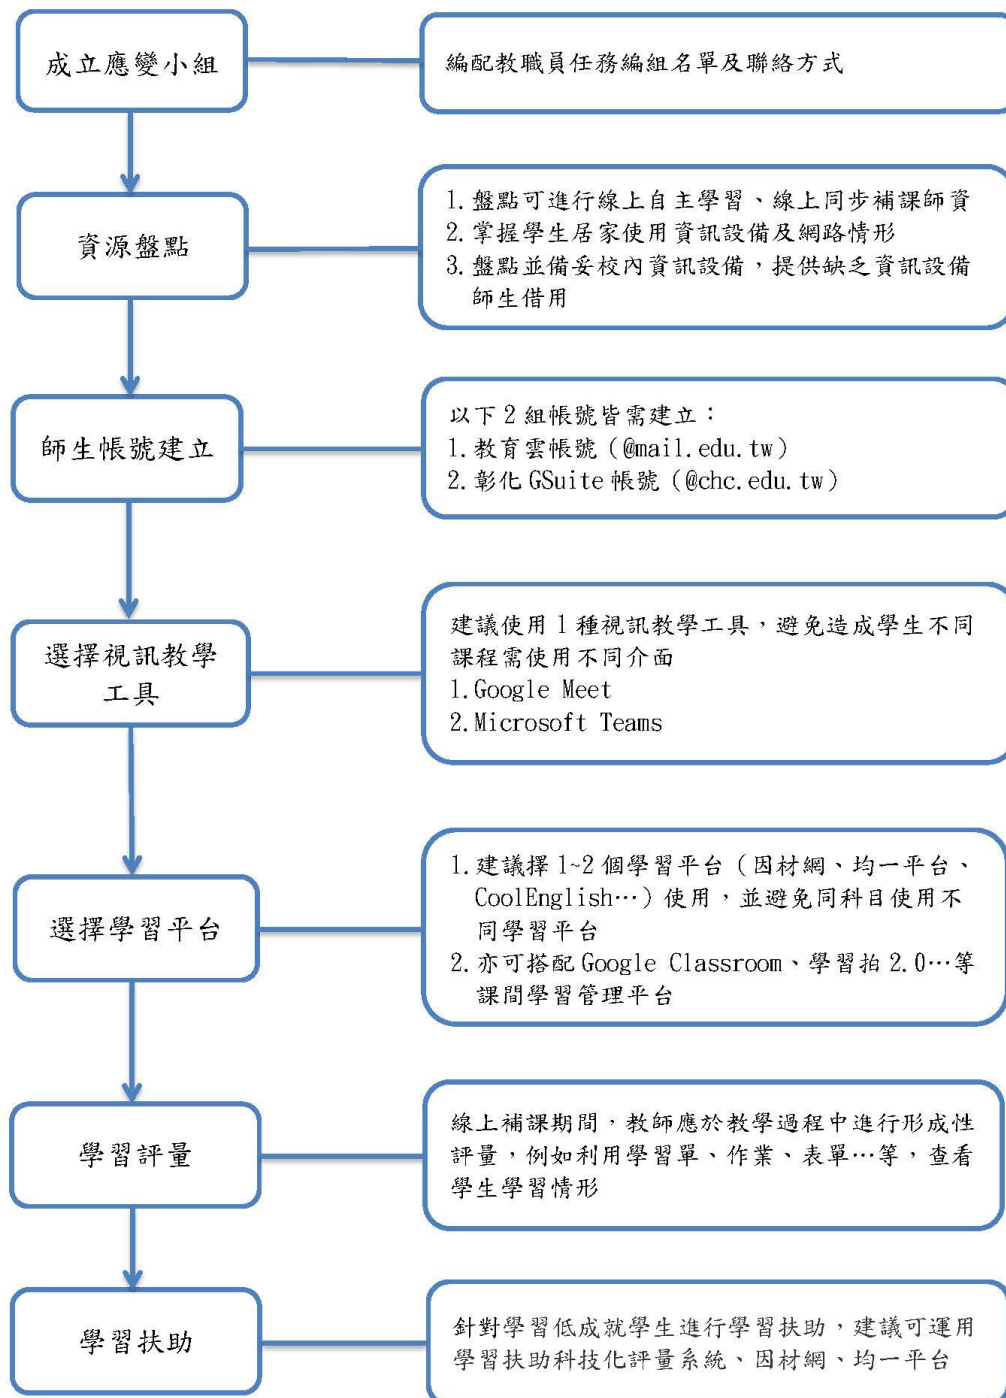 成立應變小組
編配教職員任務編組名單及聯絡方式
資源盤點
1. 盤點可進行線上自主學習、線上同步補課師資
2. 掌握學生居家使用資訊設備及網路情形
3. 盤點並備妥校內資訊設備，提供缺乏資訊設備
師生借用
師生帳號建立
以下 2 組帳號皆需建立：
1. 教育雲帳號（@mail.edu.tw）
2. 彰化 GSuite 帳號（@chc.edu.tw）
選擇視訊教學
工具
建議使用 1 種視訊教學工具，避免造成學生不同
課程需使用不同介面
1. Google Meet
2. Microsoft Teams
選擇學習平台
1. 建議擇 1~2 個學習平台（因材網、均一平台、
CoolEnglish…）使用，並避免同科目使用不
同學習平台
2. 亦可搭配 Google Classroom、學習拍 2.0…等
課間學習管理平台
學習評量
線上補課期間，教師應於教學過程中進行形成性
評量，例如利用學習單、作業、表單…等，查看
學生學習情形
學習扶助
針對學習低成就學生進行學習扶助，建議可運用
學習扶助科技化評量系統、因材網、均一平台